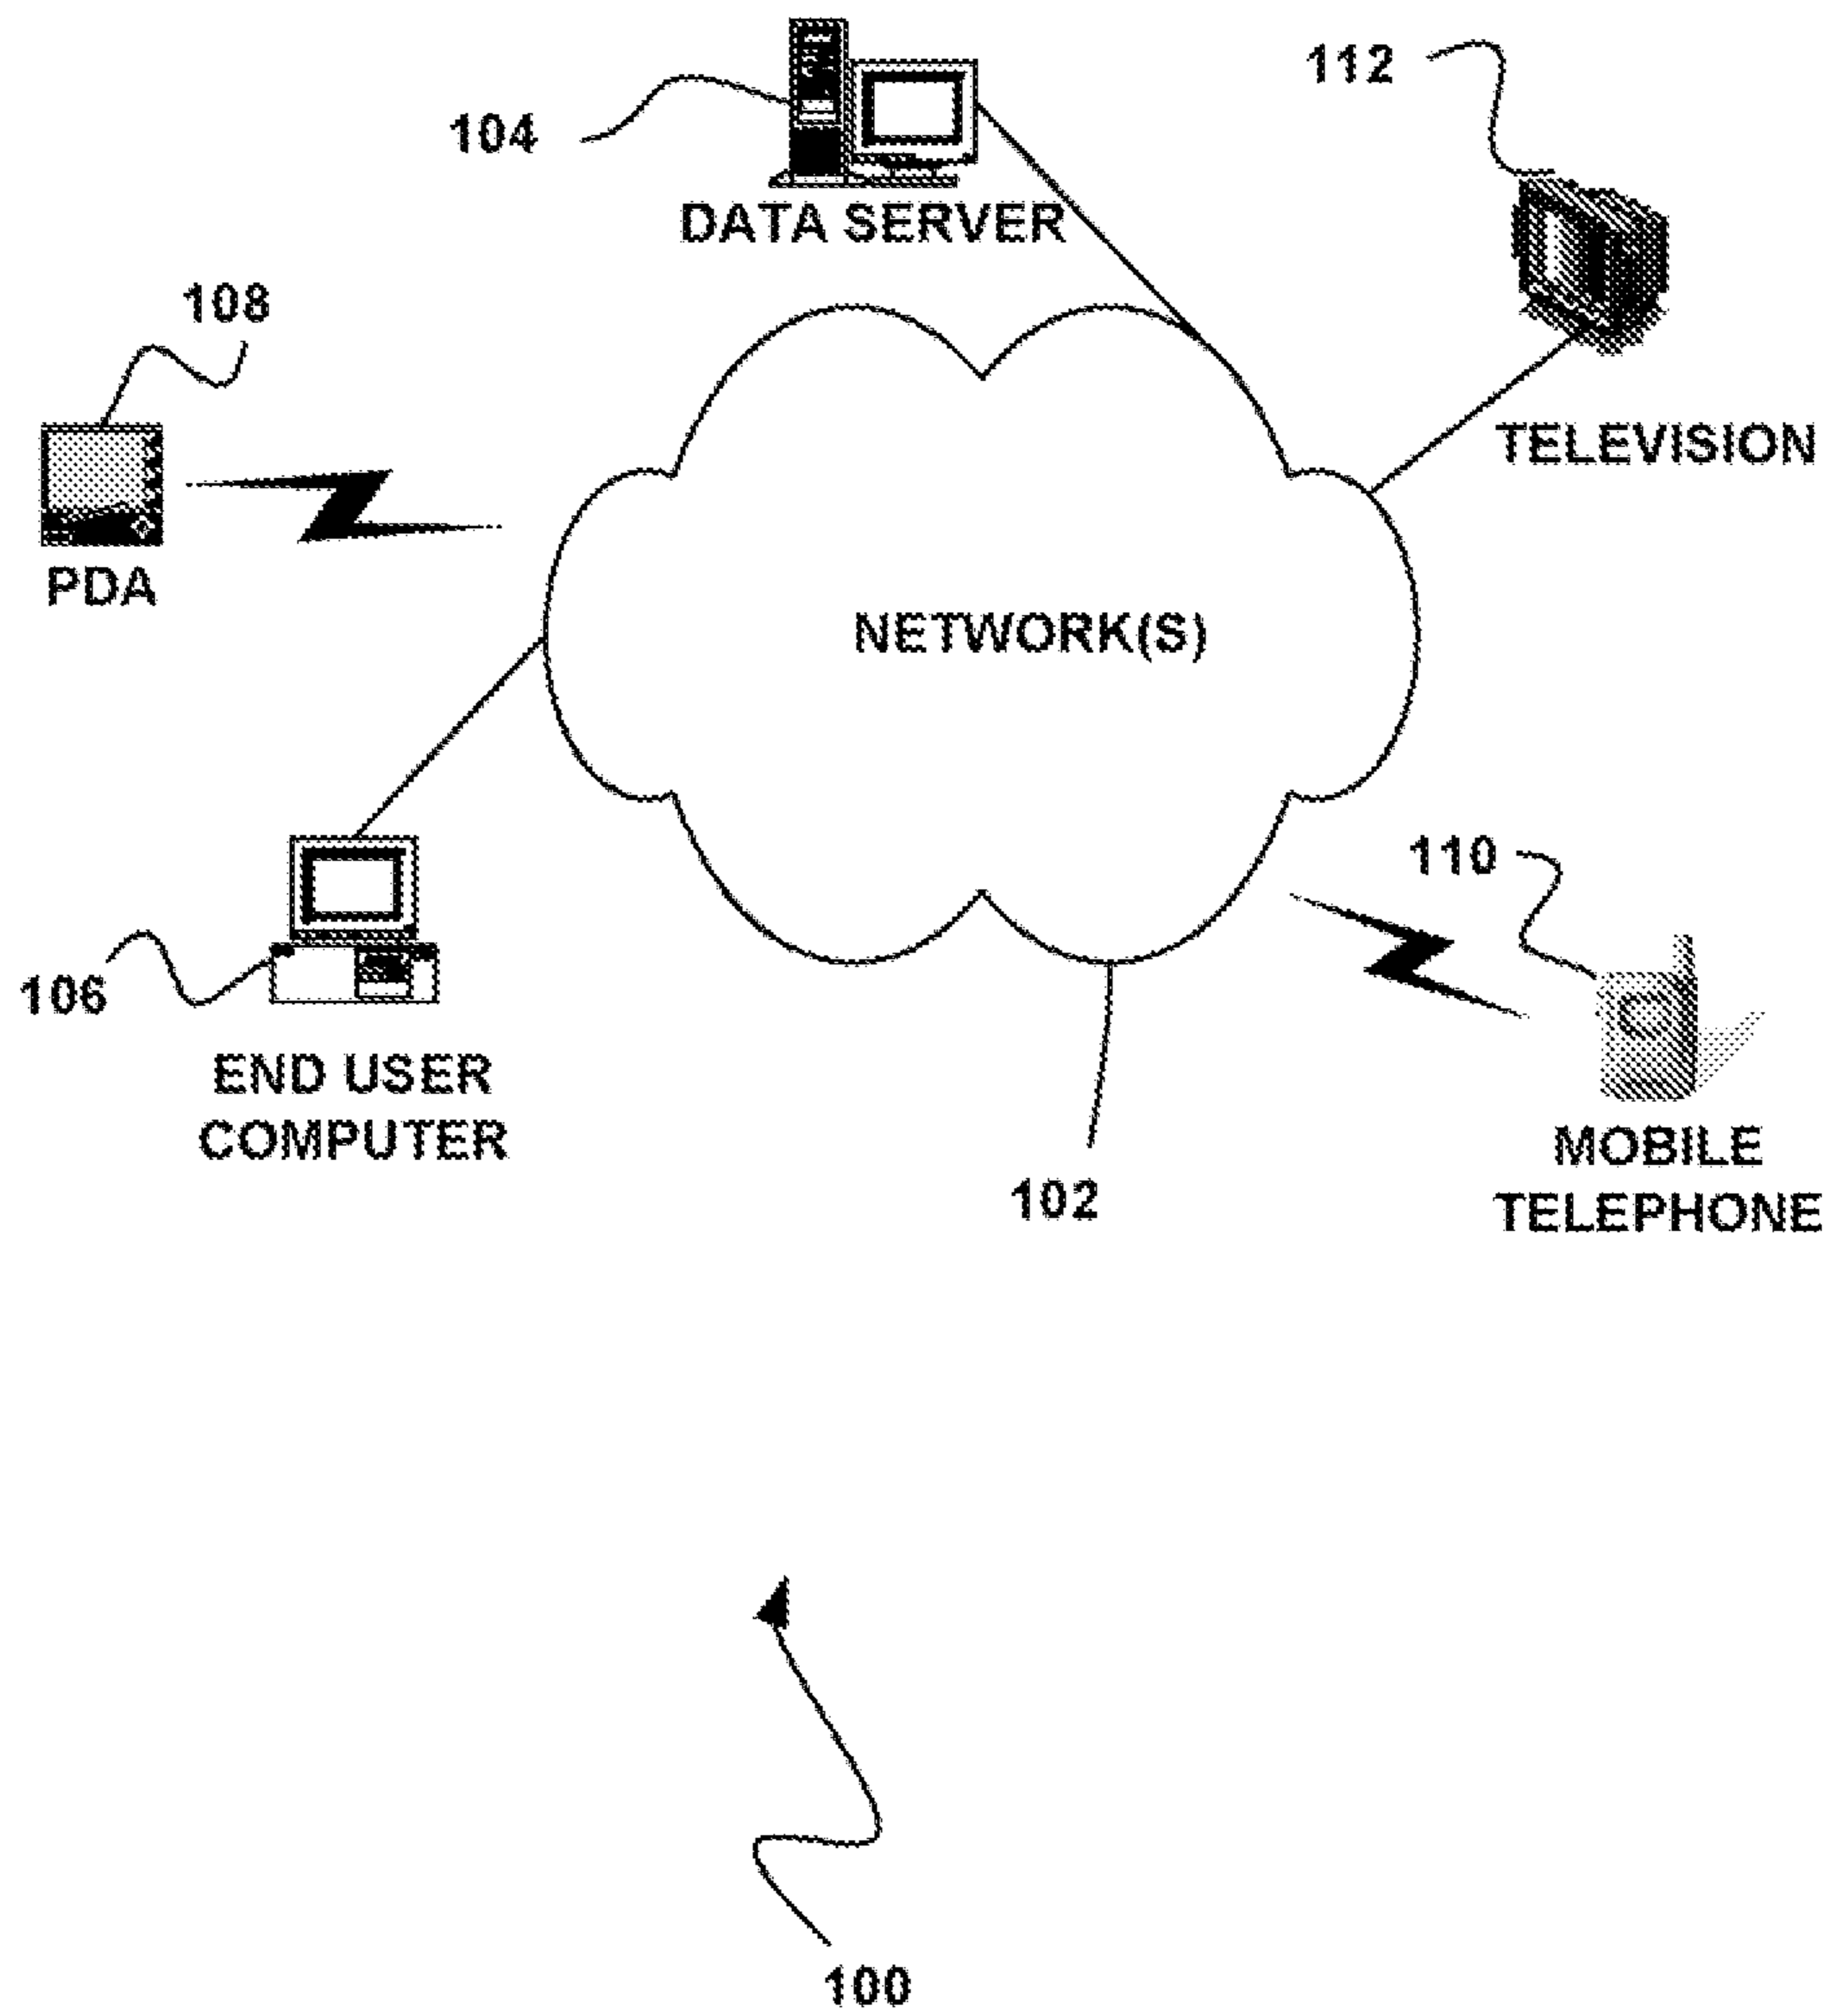 112
104
DATA SERVER
108
TELEVISION
PDA
NETWORK(S)
110
106
END USER
COMPUTER
102
MOBILE
TELEPHONE
100